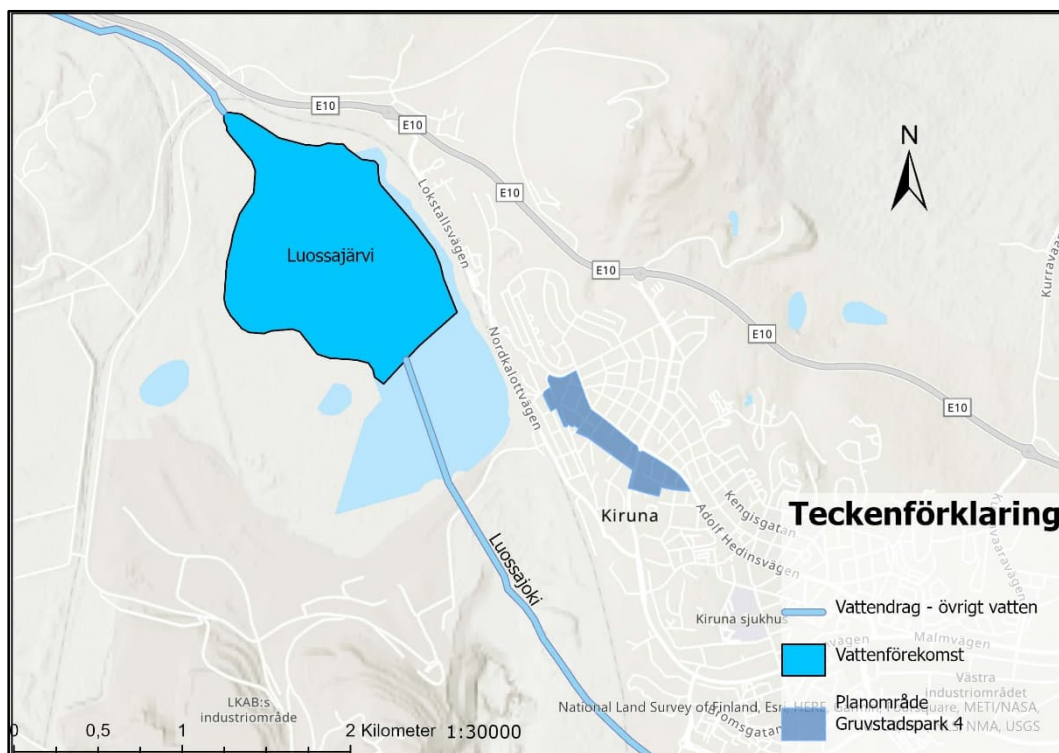 E10
E10
E10
E10
E10
E10
N
Lokstallsvägen
Luossajärvi
Kurravaara
Nordkalottvägen
Kiruna
Kengisgatan
Adolf Hedinsvägen
Teckenförklaring
Luossajoki
Vattendrag - övrigt vatten
Kiruna sjukhus
Malmvägen
Vattenförekomst
Västra
industriområdet
Planområde
Gruvstadspark 4
National Land Survey of Finland, Esri, HERE, Garmin, Foursquare, METI/NASA,
USGS
LKAB:s
industriområde
0 0,5 1 2 Kilometer 1:30000